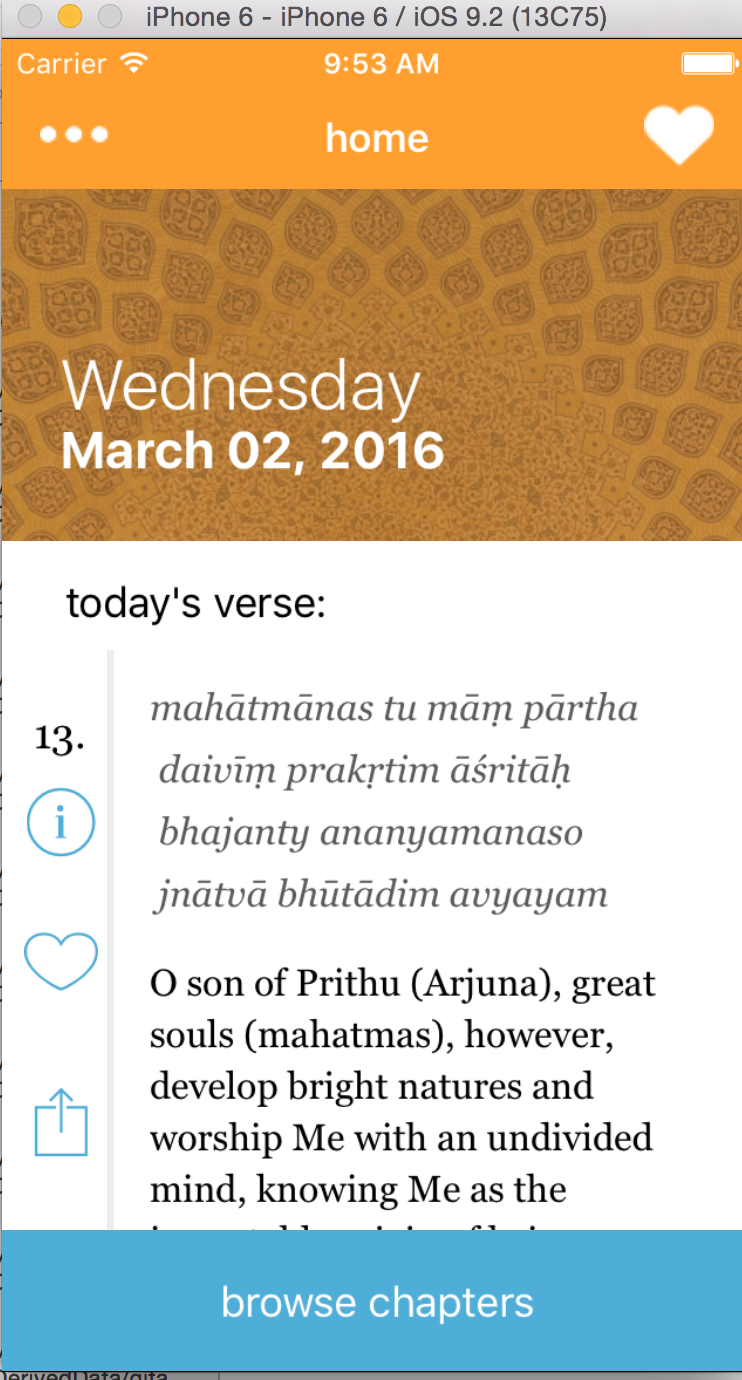 iPhone 6 - iPhone 6 / iOS 9.2 (13C75)
Carrier 9:53 AM
home
Wednesday
March 02, 2016
today's verse:
13.
mahātmānas tu māṃ pārtha
daivīṃ prakṛtim āśritāḥ
bhajanty ananyamanaso
jnātvā bhūtādim avyayam
O son of Prithu (Arjuna), great
souls (mahatmas), however,
develop bright natures and
worship Me with an undivided
mind, knowing Me as the
browse chapters
DerivedData/gita